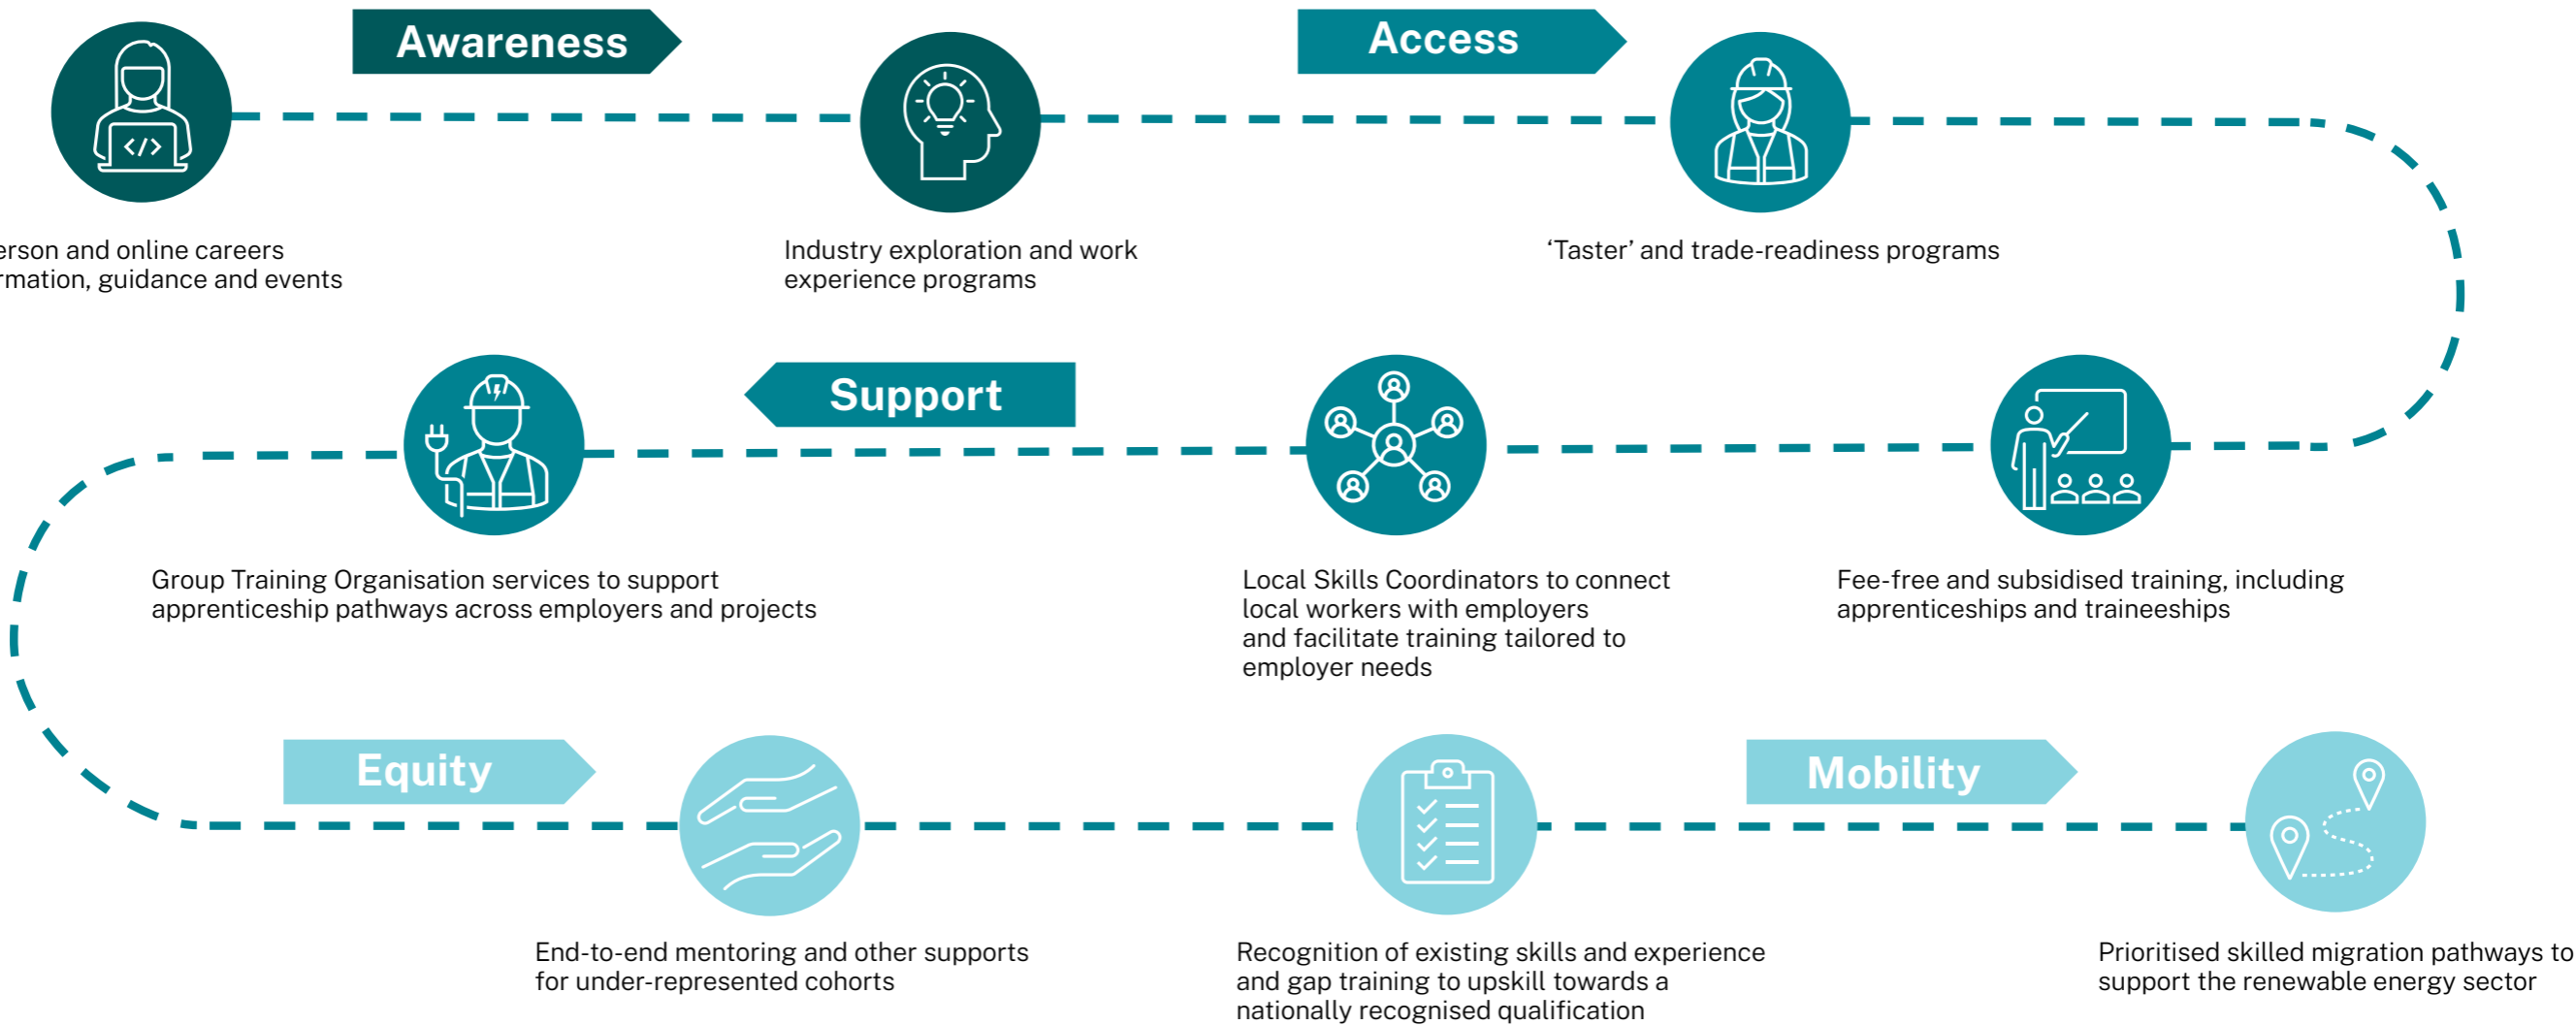 Awareness
Access
erson and online careers
rmation, guidance and events
Industry exploration and work
experience programs
‘Taster’ and trade-readiness programs
Support
Fee-free and subsidised training, including
apprenticeships and traineeships
Local Skills Coordinators to connect
local workers with employers
and facilitate training tailored to
employer needs
Group Training Organisation services to support
apprenticeship pathways across employers and projects
Equity
Mobility
End-to-end mentoring and other supports
for under-represented cohorts
Recognition of existing skills and experience
and gap training to upskill towards a
nationally recognised qualification
Prioritised skilled migration pathways to
support the renewable energy sector